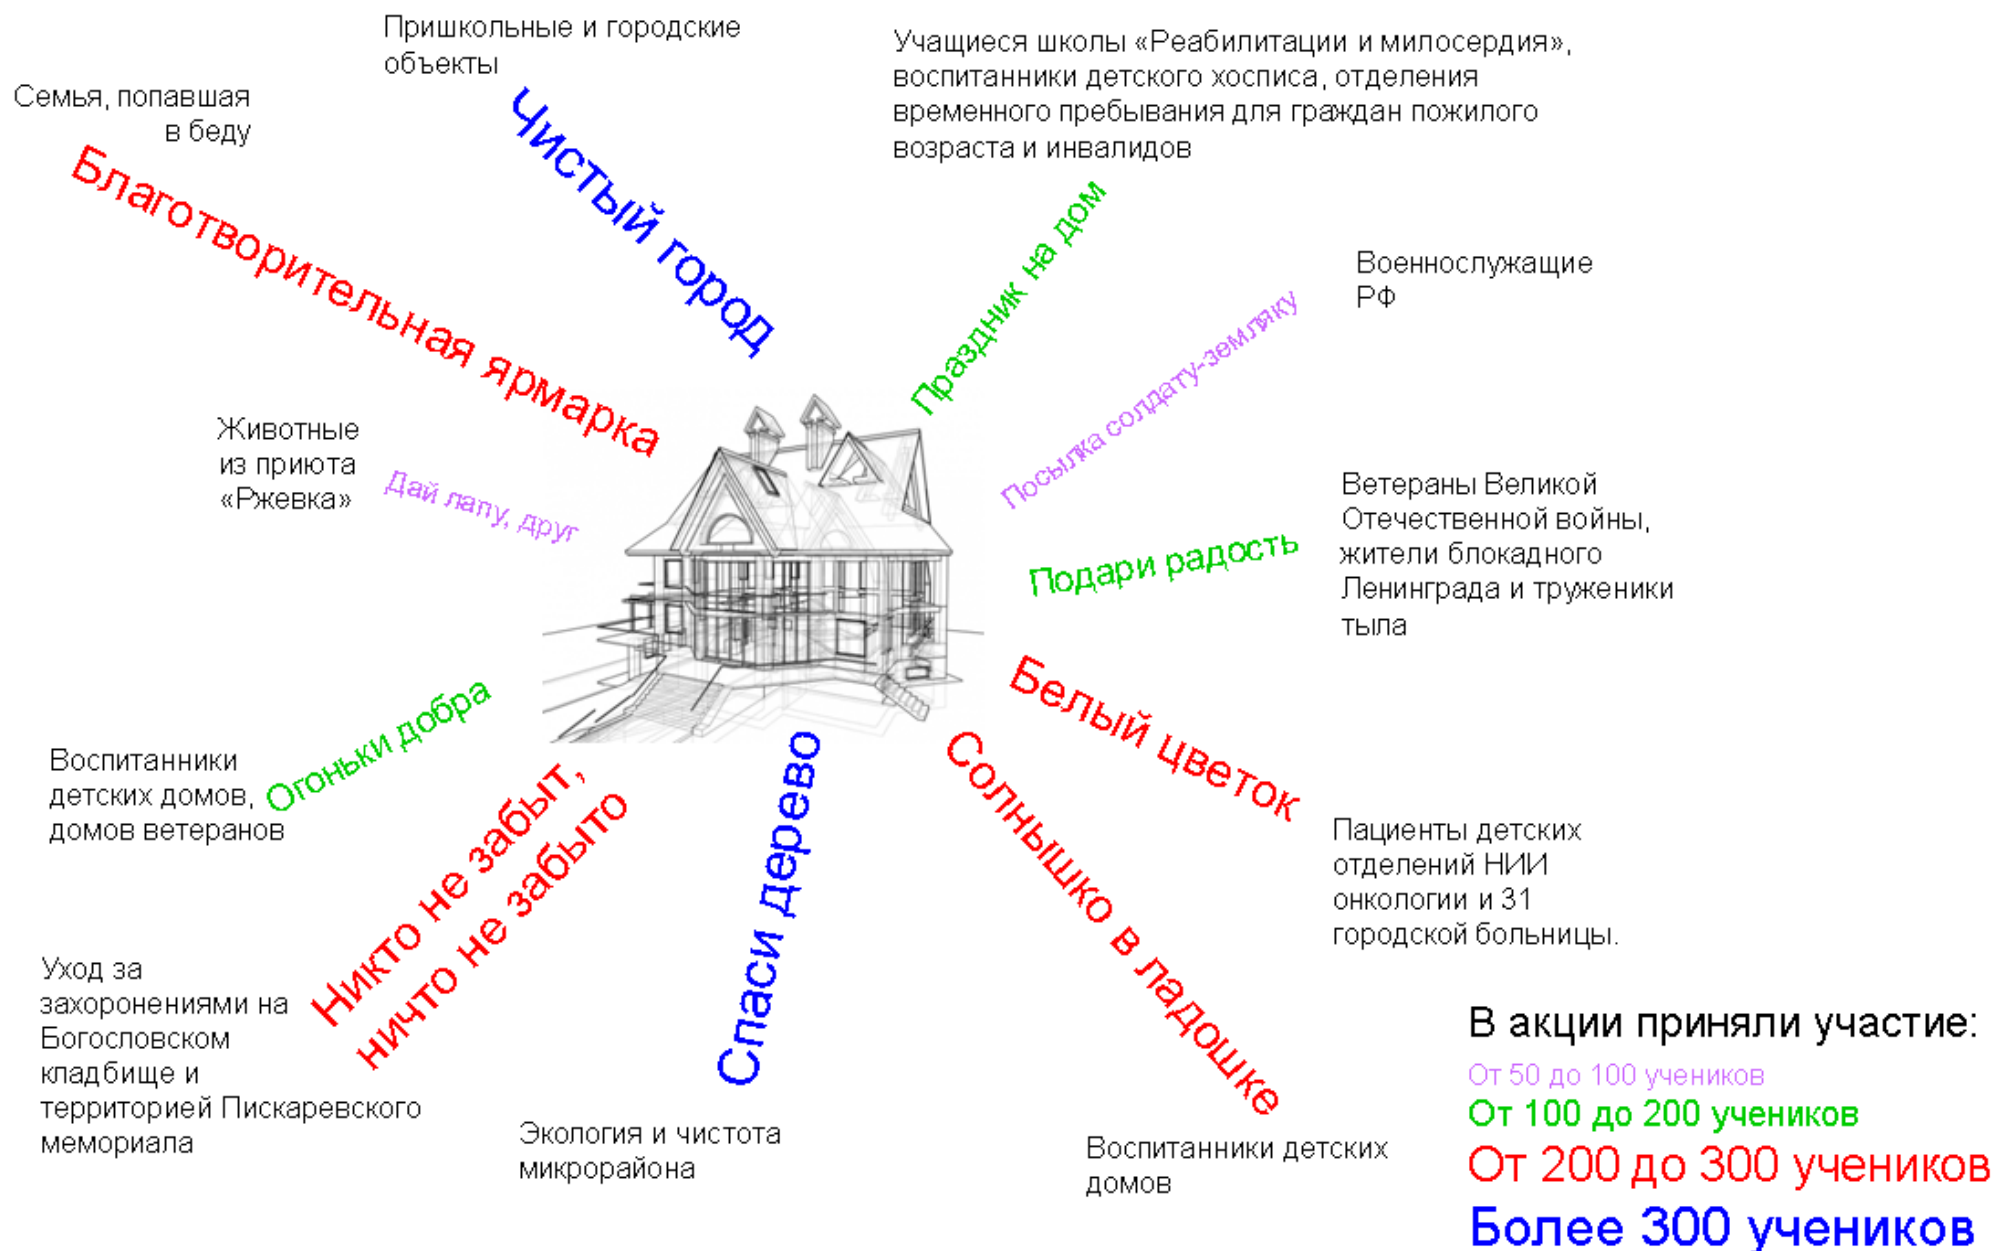 Пришкольные и городские
объекты
Учащиеся школы «Реабилитации и милосердия»,
воспитанники детского хосписа, отделения
временного пребывания для граждан пожилого
возраста и инвалидов
Семья, попавшая
в беду
Чистый город
Благотворительная ярмарка
Праздник на дом
Военнослужащие
РФ
Посылка солдату-земляку
Животные
из приюта
«Ржевка»
Дай лапу, друг
Ветераны Великой
Отечественной войны,
жители блокадного
Ленинграда и труженики
тыла
Подари радость
Белый цветок
Пациенты детских
отделений НИИ
онкологии и 31
городской больницы.
Огоньки добра
Воспитанники
детских домов,
домов ветеранов
Никто не забыт,
ничто не забыто
Уход за
захоронениями на
Богословском
кладбище и
территорией Пискаревского
мемориала
Спаси дерево
Экология и чистота
микрорайона
Солнышко в ладошке
Воспитанники детских
домов
В акции приняли участие:
От 50 до 100 учеников
От 100 до 200 учеников
От 200 до 300 учеников
Более 300 учеников